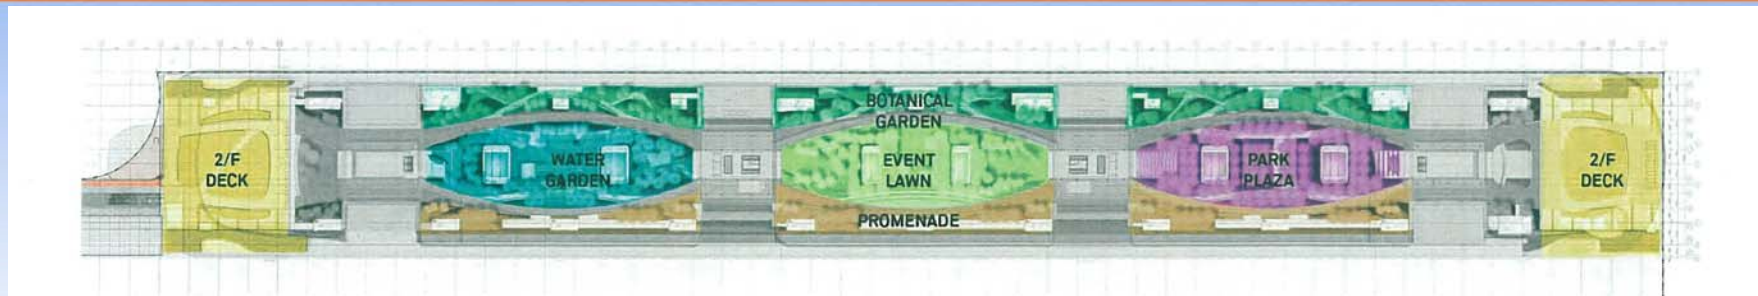 BOTANICAL
GARDEN
2/F
DECK
WATER
GARDEN
EVENT
LAWN
PARK
PLAZA
2/F
DECK
PROMENADE